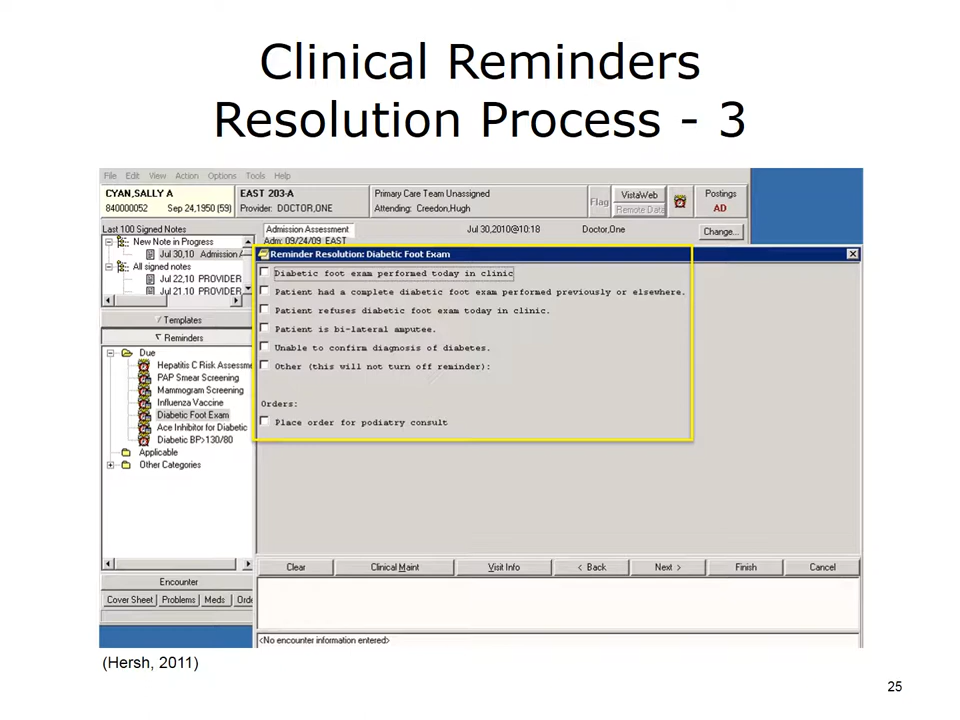 Clinical Reminders
Resolution Process - 3
File Edit View Action Options Tools Help
CYAN,SALLY A EAST 203-A Primary Care Team Unassigned Flag VistaWeb Postings
840000052 Sep 24,1950 (59) Provider: DOCTOR,ONE Attending: Creedon,Hugh Remote Data AD
Last 100 Signed Notes Admission Assessment Jul 30,2010@10:18 Doctor,One Change...
New Note in Progress Adm: 09/24/09 EAST
Jul 30,10 Admission A Reminder Resolution: Diabetic Foot Exam
All signed notes Diabetic foot exam performed today in clinic
Jul 22,10 PROVIDER Patient had a complete diabetic foot exam performed previously or elsewhere.
Jul 21,10 PROVIDER
Patient refuses diabetic foot exam today in clinic.
Templates Patient is bi-lateral amputee.
Reminders
Due Unable to confirm diagnosis of diabetes.
Hepatitis C Risk Assessme Other (this will not turn off reminder):
PAP Smear Screening
Mammogram Screening
Influenza Vaccine Orders:
Diabetic Foot Exam Place order for podiatry consult
Ace Inhibitor for Diabetic
Diabetic BP>130/80
Applicable
Other Categories
Clear Clinical Maint Visit Info < Back Next > Finish Cancel
Encounter
Cover Sheet Problems Meds Orde
<No encounter information entered>
(Hersh, 2011)
25